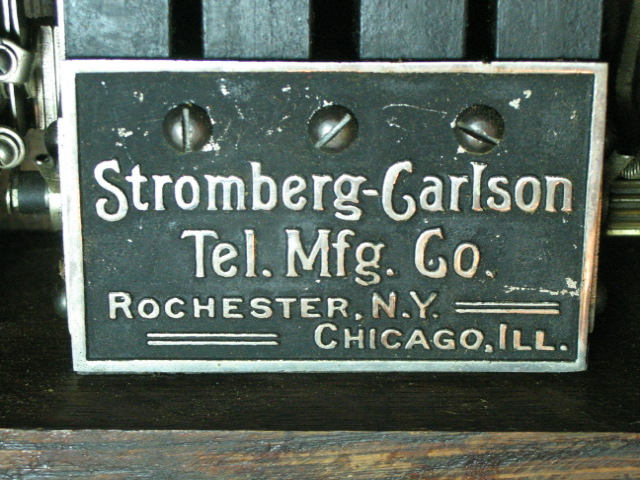 Stromberg-Carlson
Tel. Mfg. Co.
ROCHESTER, N.Y.
CHICAGO, ILL.